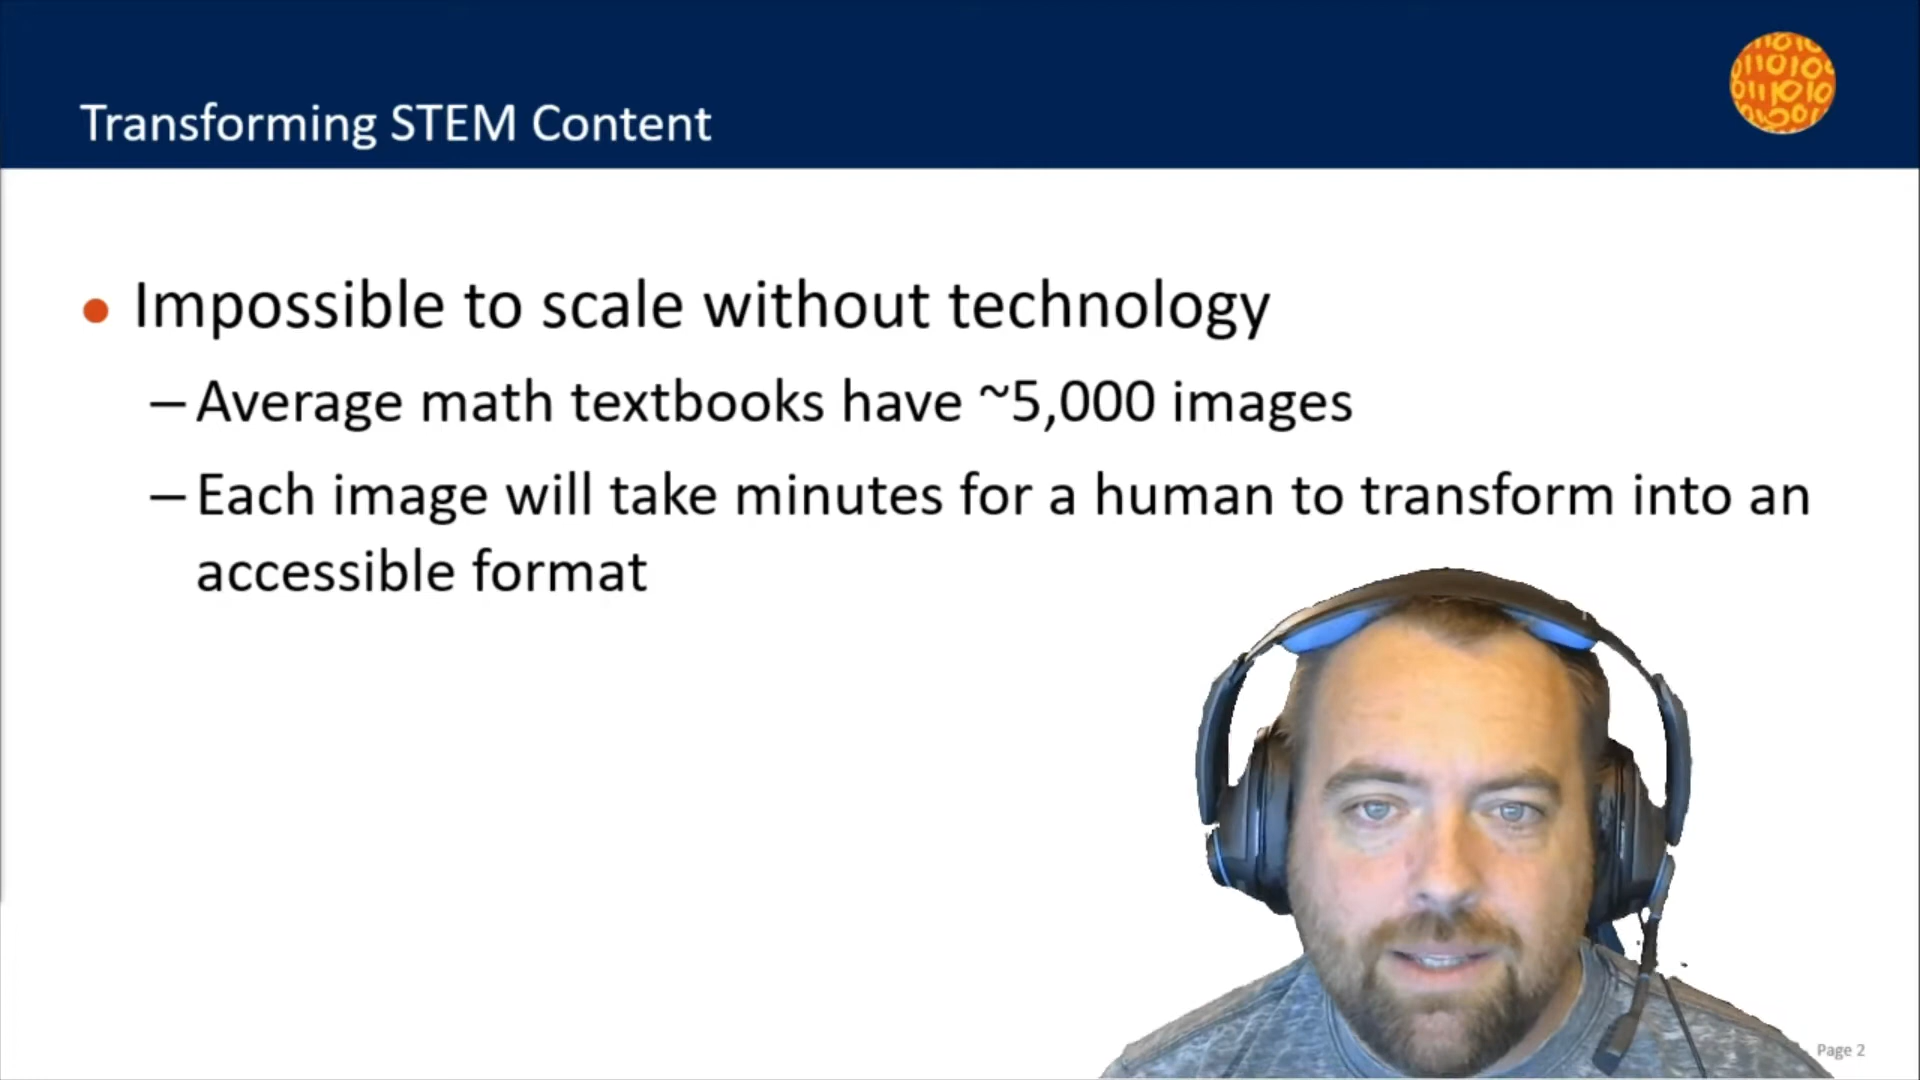 Transforming STEM Content
• Impossible to scale without technology
– Average math textbooks have ~5,000 images
– Each image will take minutes for a human to transform into an
accessible format
Page 2